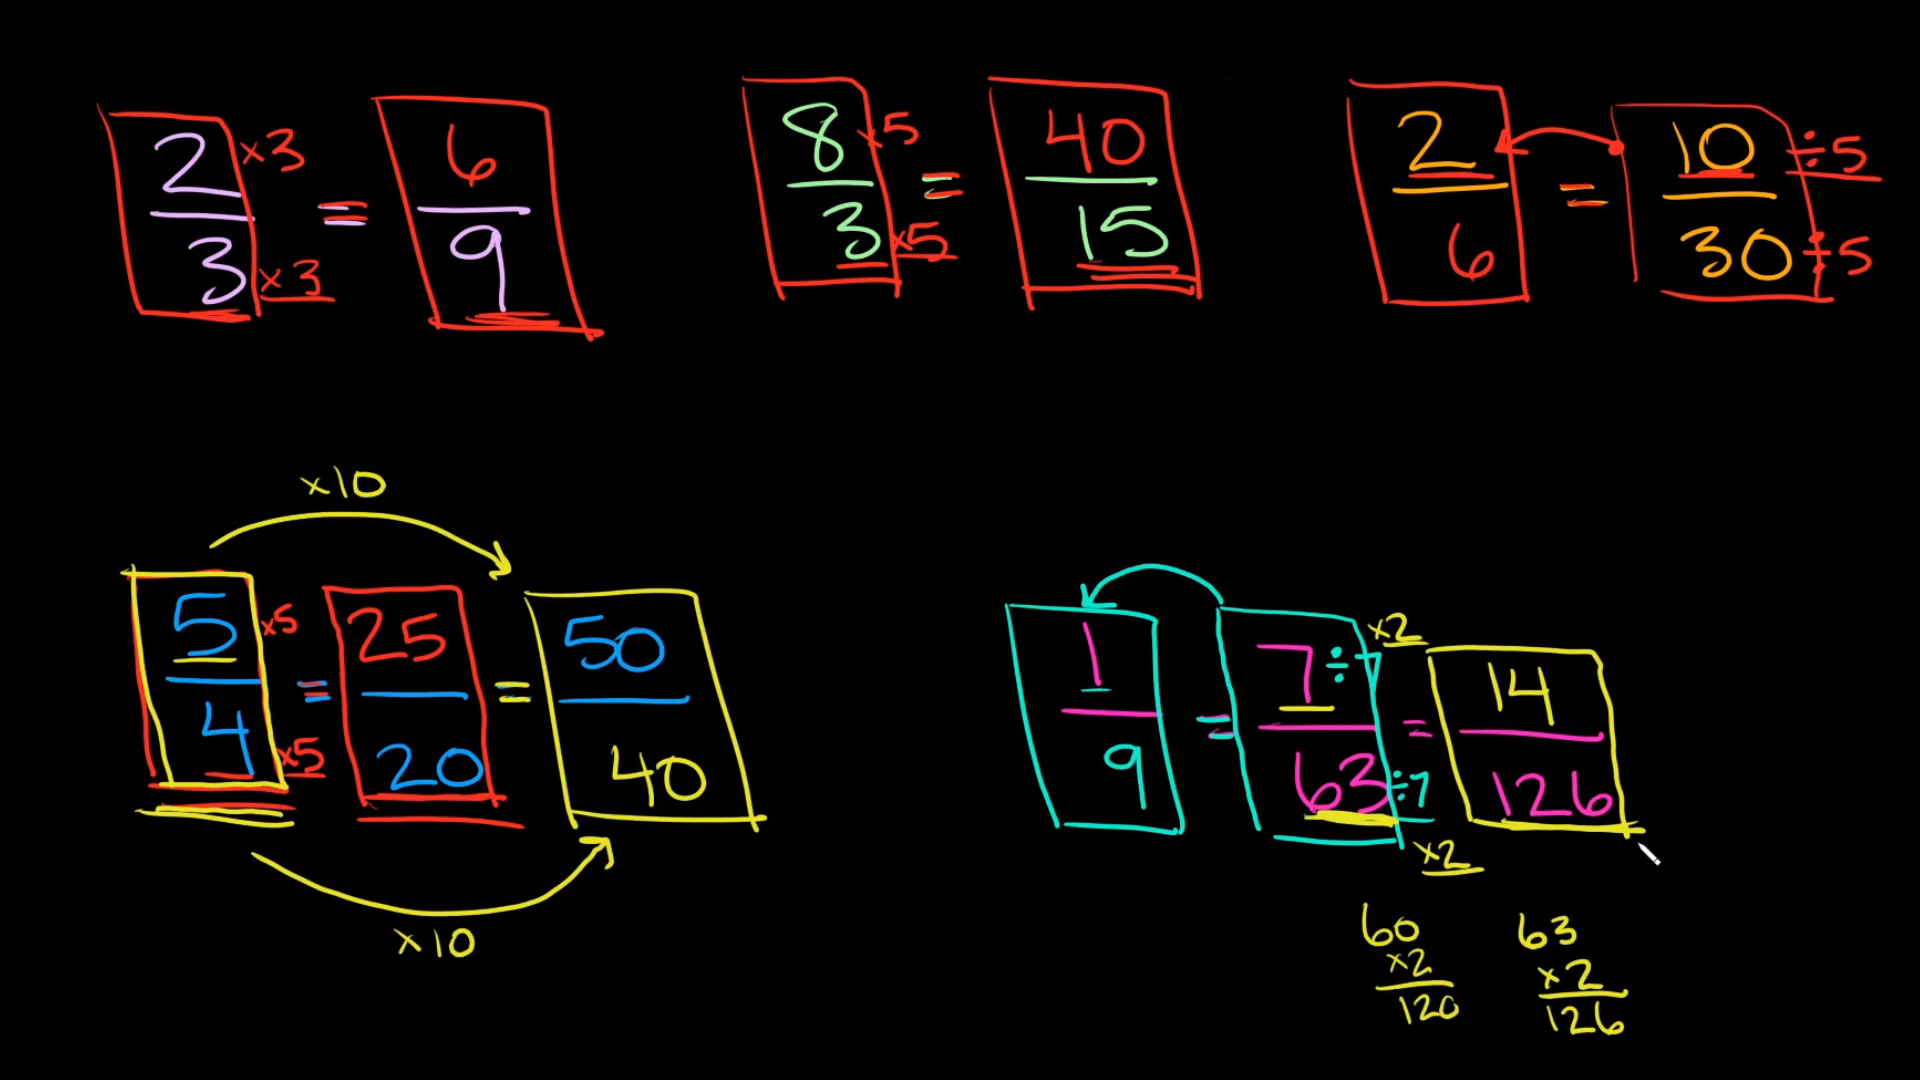 2/3 ×3 ×3 = 6/9
8/3 ×5 ×5 = 40/15
2/6 = 10/30 ÷5 ÷5
×10
5/4 ×5 ×5 = 25/20 = 50/40
×10
1/9 = 7/63 ÷7 ÷7 ×2 ×2 = 14/126
60
×2
120
63
×2
126